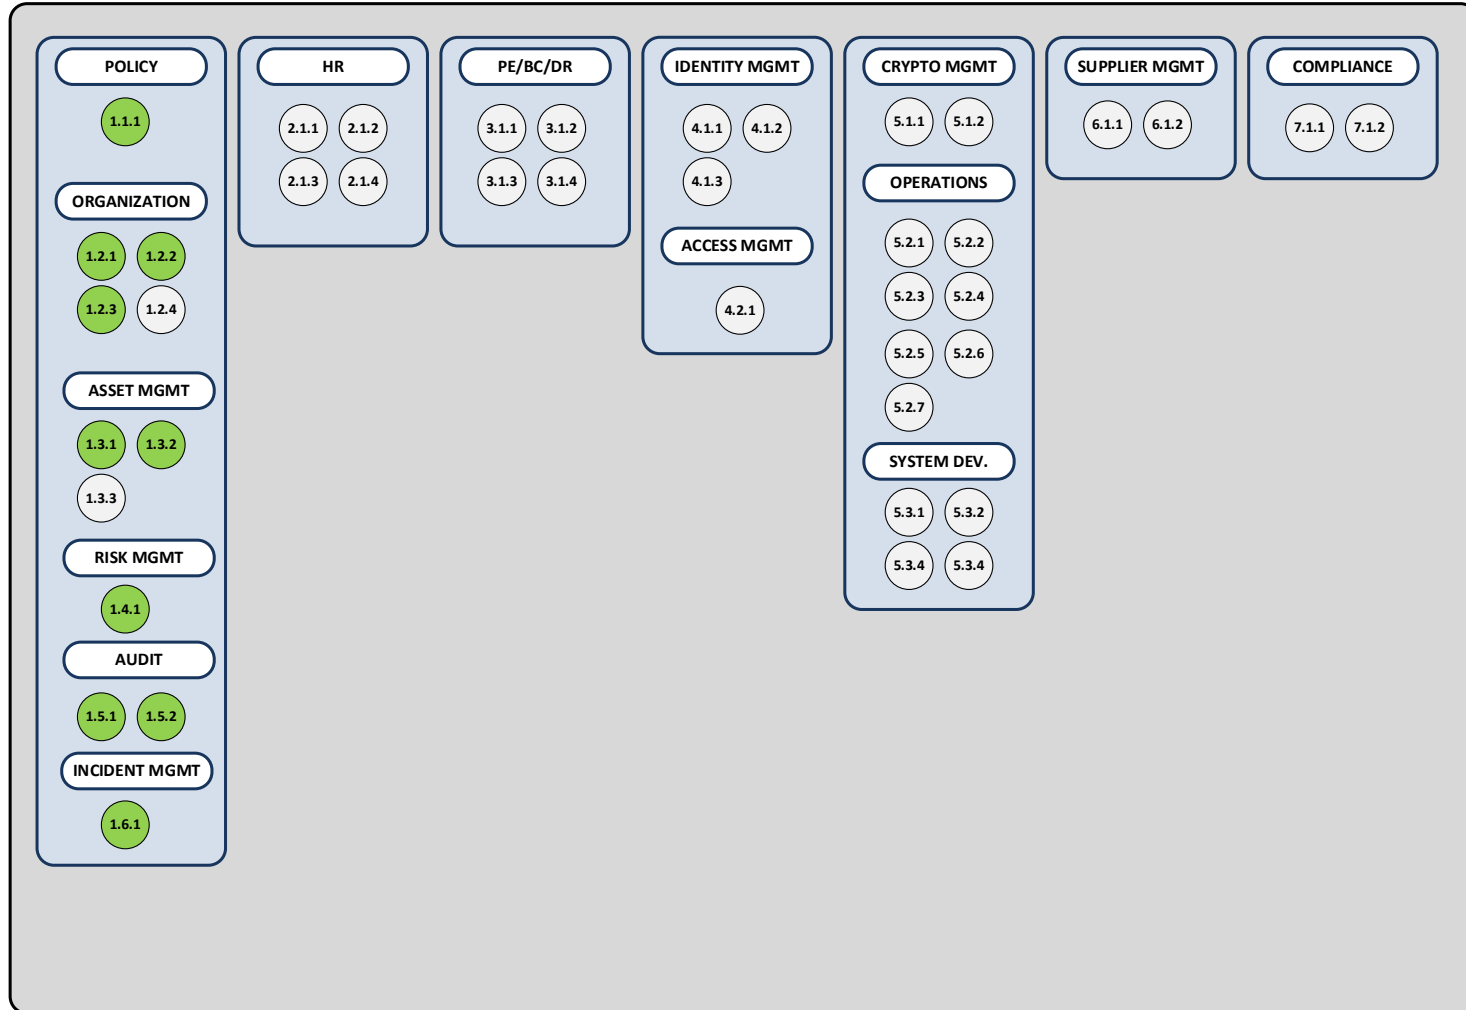 POLICY
1.1.1
ORGANIZATION
1.2.1 1.2.2
1.2.3 1.2.4
ASSET MGMT
1.3.1 1.3.2
1.3.3
RISK MGMT
1.4.1
AUDIT
1.5.1 1.5.2
INCIDENT MGMT
1.6.1
HR
2.1.1 2.1.2
2.1.3 2.1.4
PE/BC/DR
3.1.1 3.1.2
3.1.3 3.1.4
IDENTITY MGMT
4.1.1 4.1.2
4.1.3
ACCESS MGMT
4.2.1
CRYPTO MGMT
5.1.1 5.1.2
OPERATIONS
5.2.1 5.2.2
5.2.3 5.2.4
5.2.5 5.2.6
5.2.7
SYSTEM DEV.
5.3.1 5.3.2
5.3.4 5.3.4
SUPPLIER MGMT
6.1.1 6.1.2
COMPLIANCE
7.1.1 7.1.2